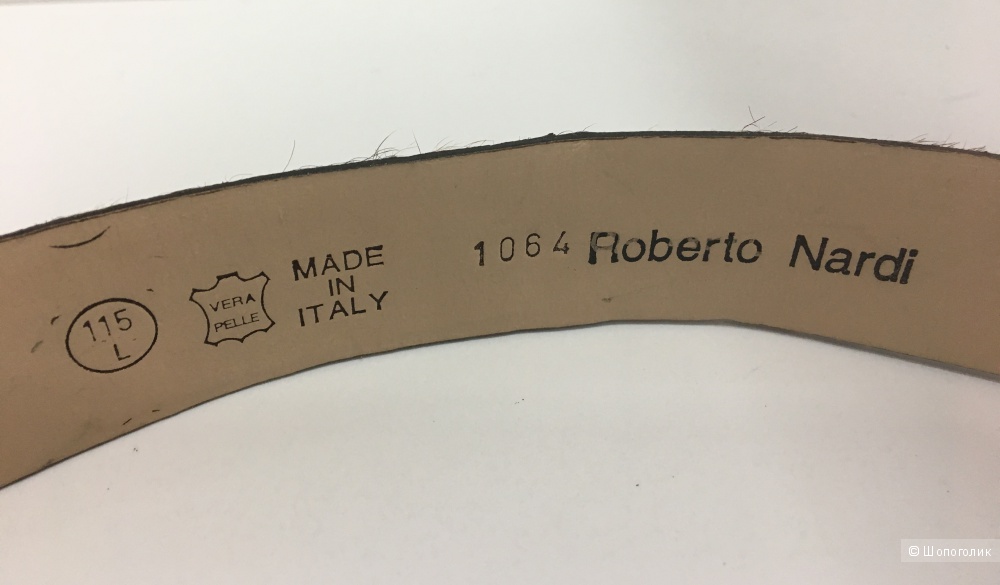 115
L
VERA
PELLE
MADE
IN
ITALY
1064 Roberto Nardi
© Шопоголик